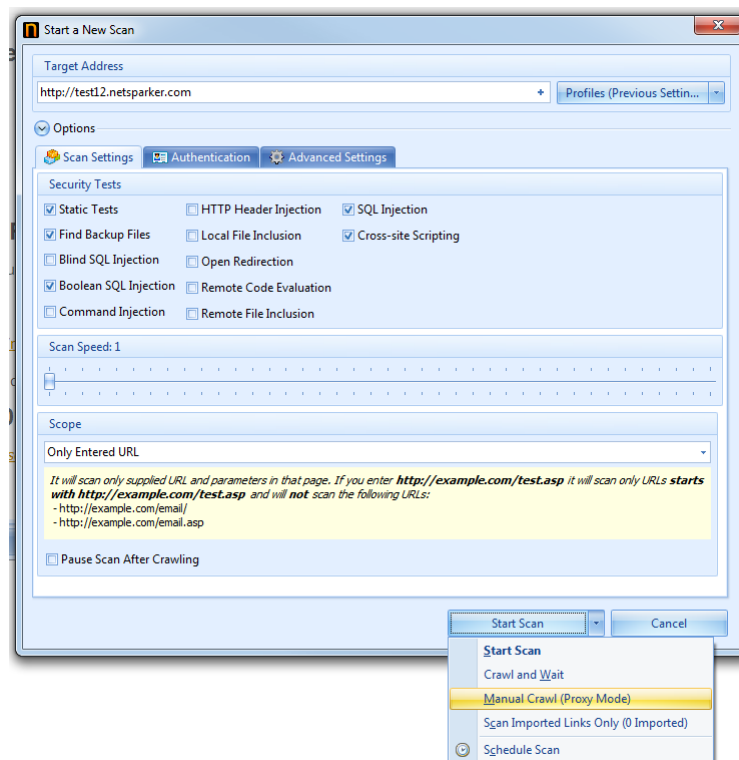 Start a New Scan
Target Address
http://test12.netsparker.com
Profiles (Previous Settin...
Options
Scan Settings
Authentication
Advanced Settings
Security Tests
Static Tests
HTTP Header Injection
SQL Injection
Find Backup Files
Local File Inclusion
Cross-site Scripting
Blind SQL Injection
Open Redirection
Boolean SQL Injection
Remote Code Evaluation
Command Injection
Remote File Inclusion
Scan Speed: 1
Scope
Only Entered URL
It will scan only supplied URL and parameters in that page. If you enter http://example.com/test.asp it will scan only URLs starts
with http://example.com/test.asp and will not scan the following URLs:
- http://example.com/email/
- http://example.com/email.asp
Pause Scan After Crawling
Start Scan
Cancel
Start Scan
Crawl and Wait
Manual Crawl (Proxy Mode)
Scan Imported Links Only (0 Imported)
Schedule Scan